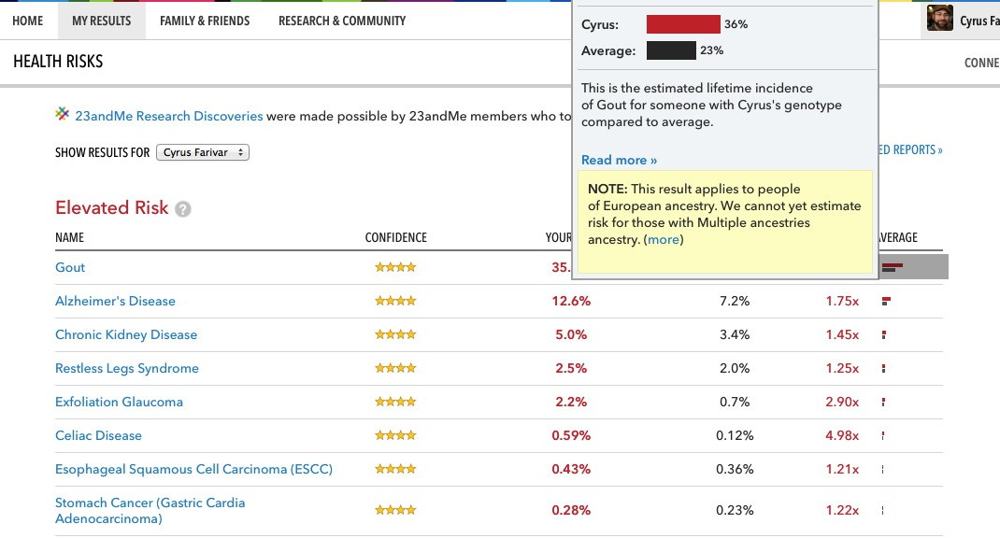 HOME MY RESULTS FAMILY & FRIENDS RESEARCH & COMMUNITY Cyrus Fa
HEALTH RISKS CONNE
Cyrus: 36%
Average: 23%
This is the estimated lifetime incidence
of Gout for someone with Cyrus's genotype
compared to average.
Read more »
NOTE: This result applies to people
of European ancestry. We cannot yet estimate
risk for those with Multiple ancestries
ancestry. (more)
23andMe Research Discoveries were made possible by 23andMe members who to
SHOW RESULTS FOR Cyrus Farivar ED REPORTS »
Elevated Risk ?
NAME CONFIDENCE YOUR AVERAGE
Gout 35.
Alzheimer's Disease 12.6% 7.2% 1.75x
Chronic Kidney Disease 5.0% 3.4% 1.45x
Restless Legs Syndrome 2.5% 2.0% 1.25x
Exfoliation Glaucoma 2.2% 0.7% 2.90x
Celiac Disease 0.59% 0.12% 4.98x
Esophageal Squamous Cell Carcinoma (ESCC) 0.43% 0.36% 1.21x
Stomach Cancer (Gastric Cardia
Adenocarcinoma) 0.28% 0.23% 1.22x